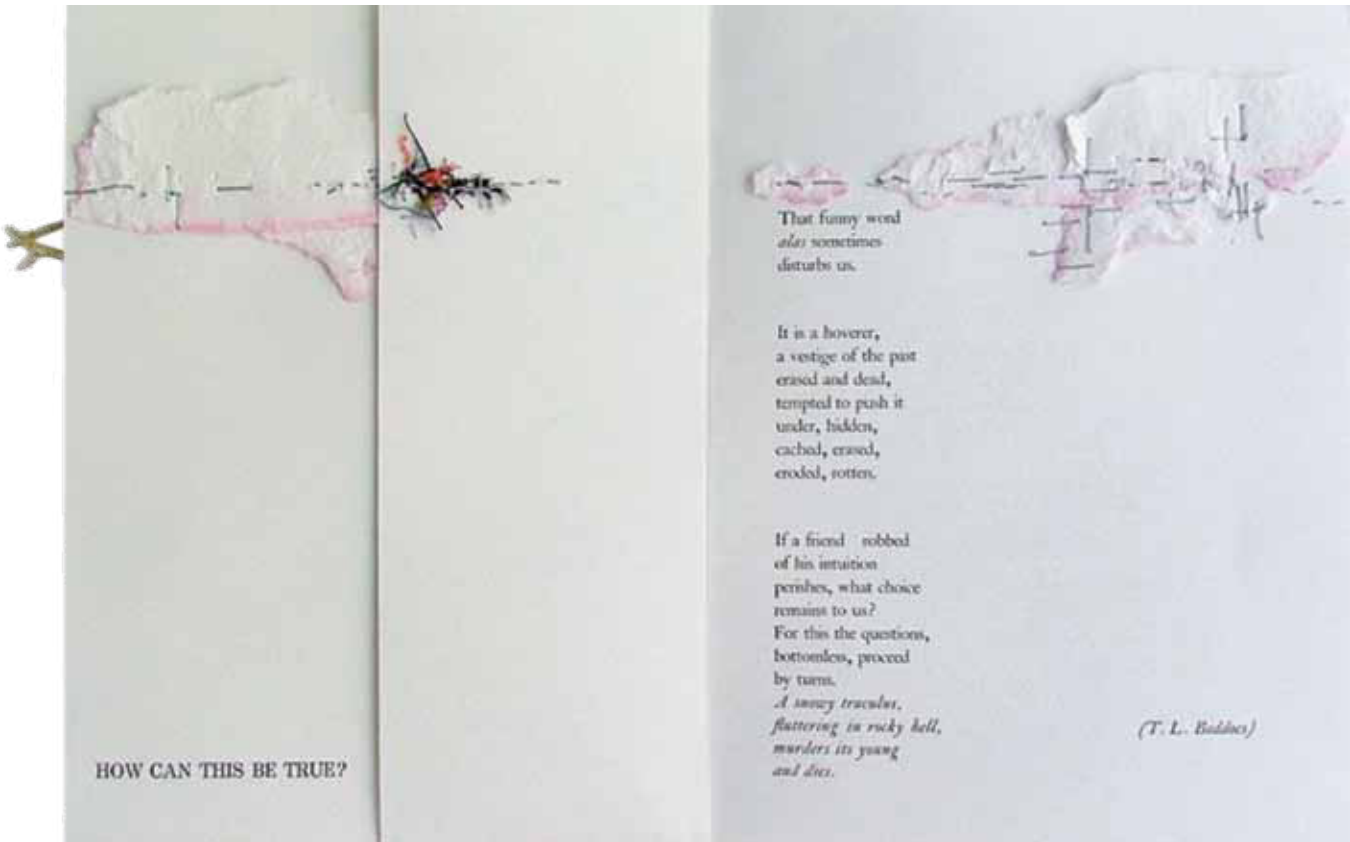 HOW CAN THIS BE TRUE?
That funny word
alas sometimes
disturbs us.
It is a hoverer,
a vestige of the past
erased and dead,
tempted to push it
under, hidden,
cached, erased,
eroded, rotten.
If a friend robbed
of his intuition
perishes, what choice
remains to us?
For this the questions,
bottomless, proceed
by turns.
A snowy truculus,
fluttering in rocky hell,
murders its young
and dies.
(T. L. Beddoes)